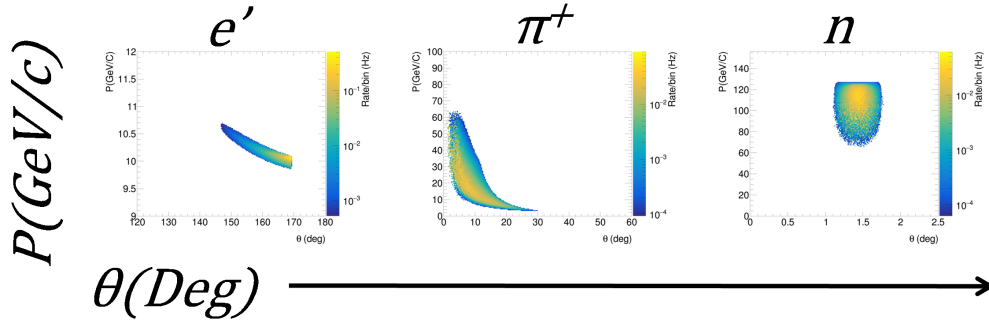 e' π⁺ n
P(GeV/c)
P(GeV/C)
12
11.5
11
10.5
10
9.5
9
120 130 140 150 160 170 180
θ (deg)
10⁻¹
10⁻²
10⁻³
Rate/bin (Hz)
P(GeV/C)
100
90
80
70
60
50
40
30
20
10
0
0 10 20 30 40 50 60
θ (deg)
10⁻²
10⁻³
10⁻⁴
Rate/bin (Hz)
P(GeV/C)
140
120
100
80
60
40
20
0
0 0.5 1 1.5 2 2.5
θ (deg)
10⁻²
10⁻³
10⁻⁴
Rate/bin (Hz)
θ(Deg)